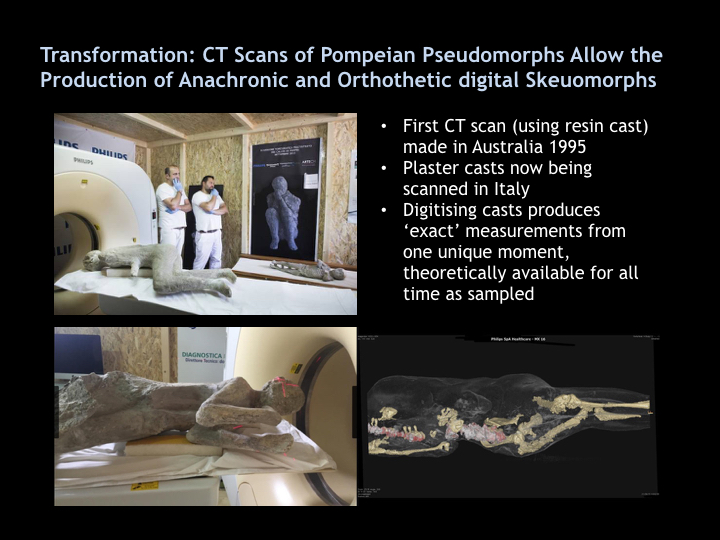 Transformation: CT Scans of Pompeian Pseudomorphs Allow the
Production of Anachronic and Orthothetic digital Skeuomorphs
PHILIPS
PHILIPS
• First CT scan (using resin cast)
made in Australia 1995
• Plaster casts now being
scanned in Italy
• Digitising casts produces
‘exact’ measurements from
one unique moment,
theoretically available for all
time as sampled
DIAGNOSTICA
Philips SpA Healthcare - MX 16